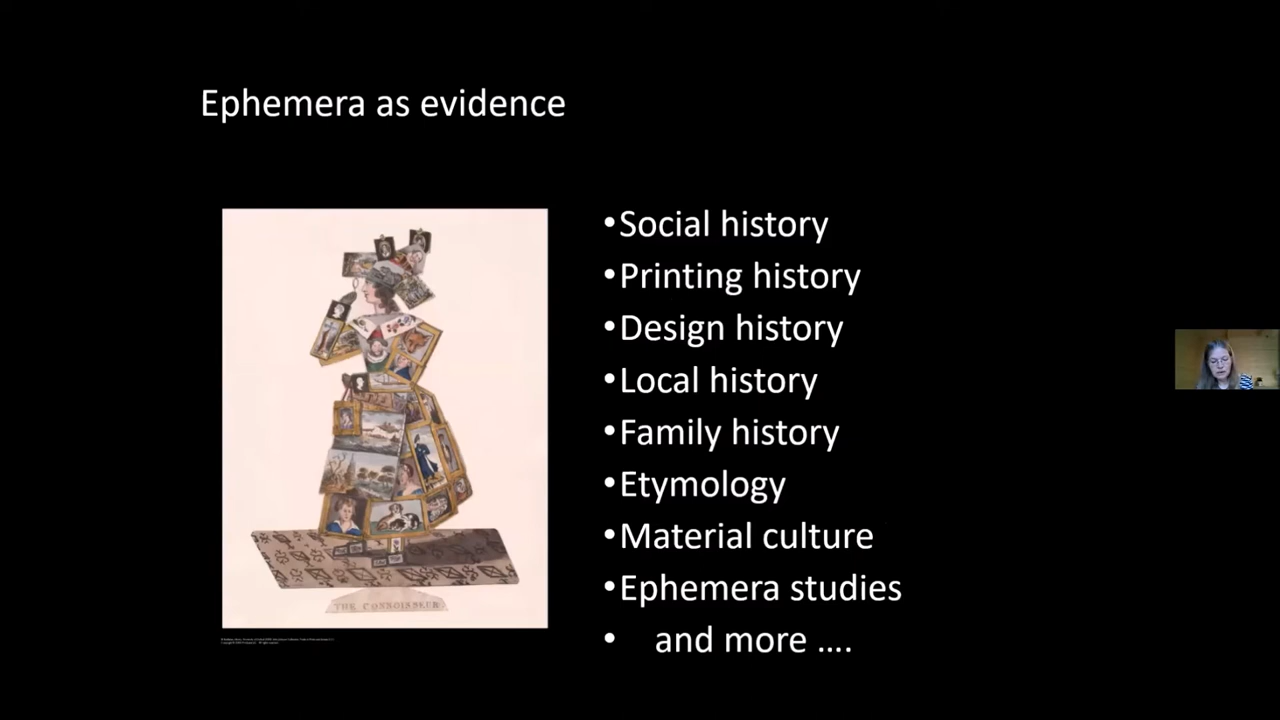 Ephemera as evidence
•Social history
•Printing history
•Design history
•Local history
•Family history
•Etymology
•Material culture
•Ephemera studies
• and more ….
THE CONNOISSEUR